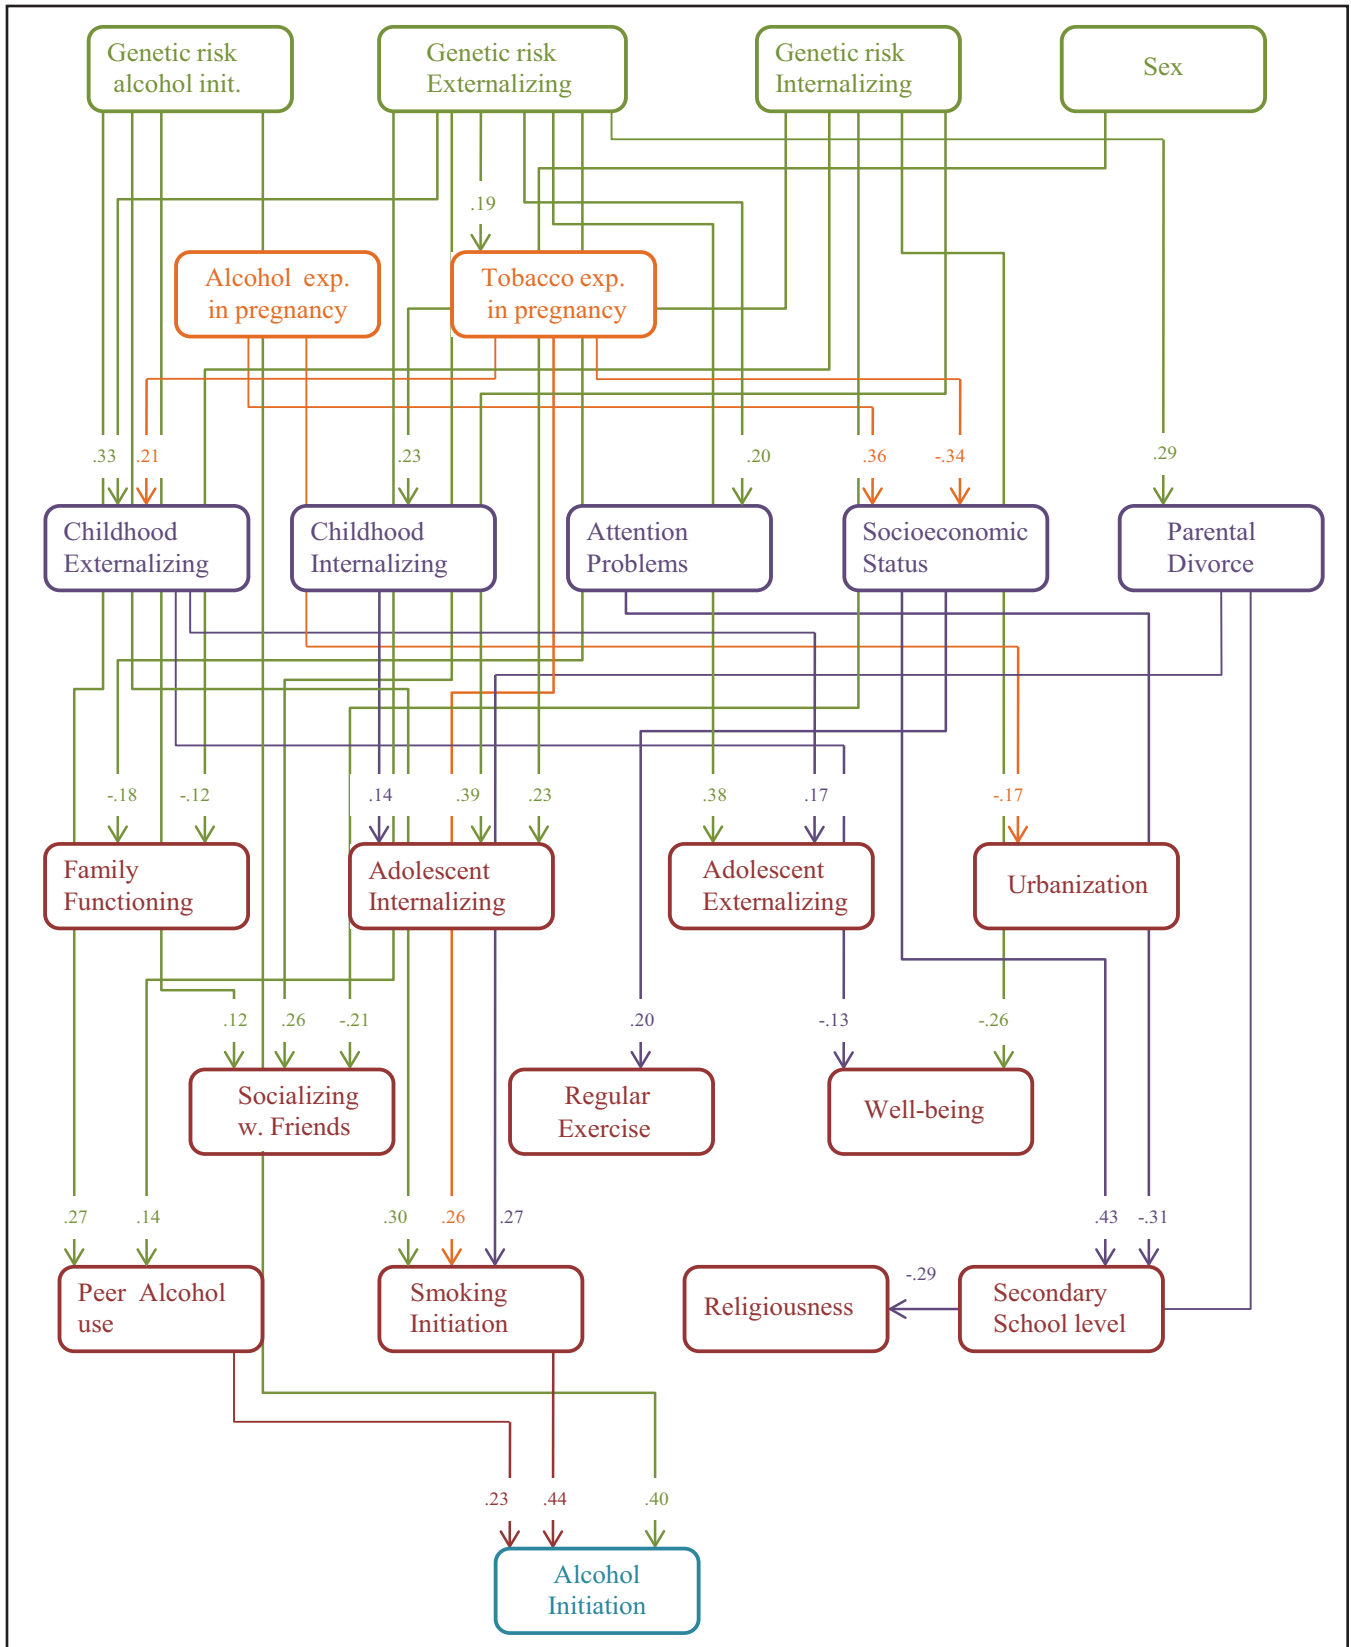 Genetic risk
alcohol init.
Genetic risk
Externalizing
Genetic risk
Internalizing
Sex
.19
Alcohol exp.
in pregnancy
Tobacco exp.
in pregnancy
.33
.21
.23
.20
.36
-.34
.29
Childhood
Externalizing
Childhood
Internalizing
Attention
Problems
Socioeconomic
Status
Parental
Divorce
-.18
-.12
.14
.39
.23
.38
.17
-.17
Family
Functioning
Adolescent
Internalizing
Adolescent
Externalizing
Urbanization
.12
.26
-.21
.20
-.13
-.26
Socializing
w. Friends
Regular
Exercise
Well-being
.27
.14
.30
.26
.27
.43
-.31
Peer Alcohol
use
Smoking
Initiation
Religiousness
-.29
Secondary
School level
.23
.44
.40
Alcohol
Initiation